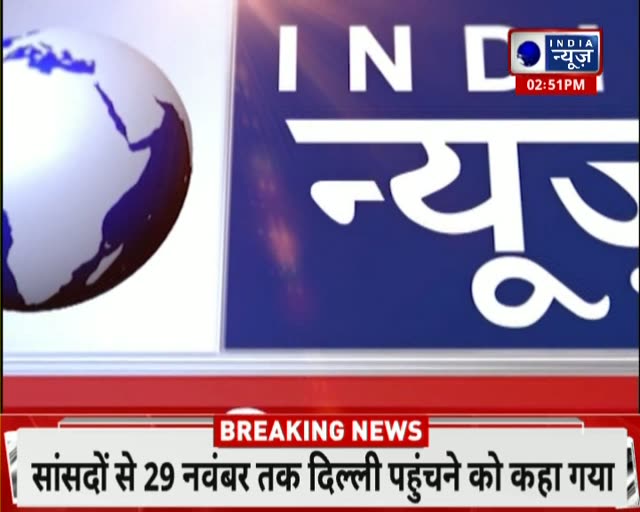 INDIA
न्यूज़
02:51PM
INDI
न्यूज़
BREAKING NEWS
सांसदों से 29 नवंबर तक दिल्ली पहुंचने को कहा गया